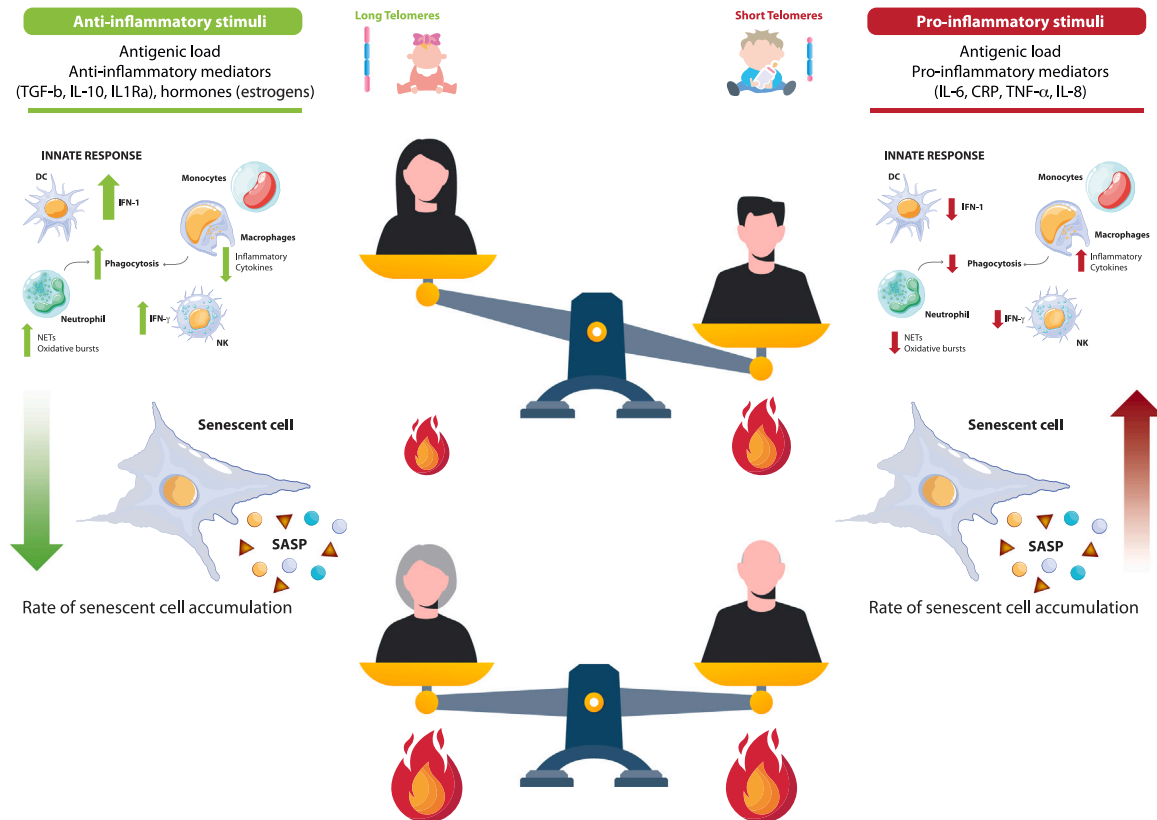 Anti-inflammatory stimuli
Antigenic load
Anti-inflammatory mediators
(TGF-b, IL-10, IL1Ra), hormones (estrogens)
INNATE RESPONSE
DC
IFN-1
Monocytes
Macrophages
Phagocytosis
Inflammatory
Cytokines
Neutrophil
IFN-γ
NETs
Oxidative bursts
NK
Senescent cell
SASP
Rate of senescent cell accumulation
Long Telomeres
Short Telomeres
Pro-inflammatory stimuli
Antigenic load
Pro-inflammatory mediators
(IL-6, CRP, TNF-α, IL-8)
INNATE RESPONSE
DC
IFN-1
Monocytes
Macrophages
Phagocytosis
Inflammatory
Cytokines
Neutrophil
IFN-γ
NETs
Oxidative bursts
NK
Senescent cell
SASP
Rate of senescent cell accumulation